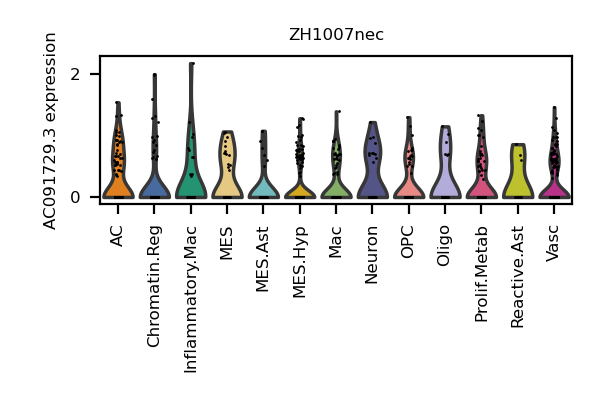 ZH1007nec
AC091729.3 expression
2
0
AC
Chromatin.Reg
Inflammatory.Mac
MES
MES.Ast
MES.Hyp
Mac
Neuron
OPC
Oligo
Prolif.Metab
Reactive.Ast
Vasc